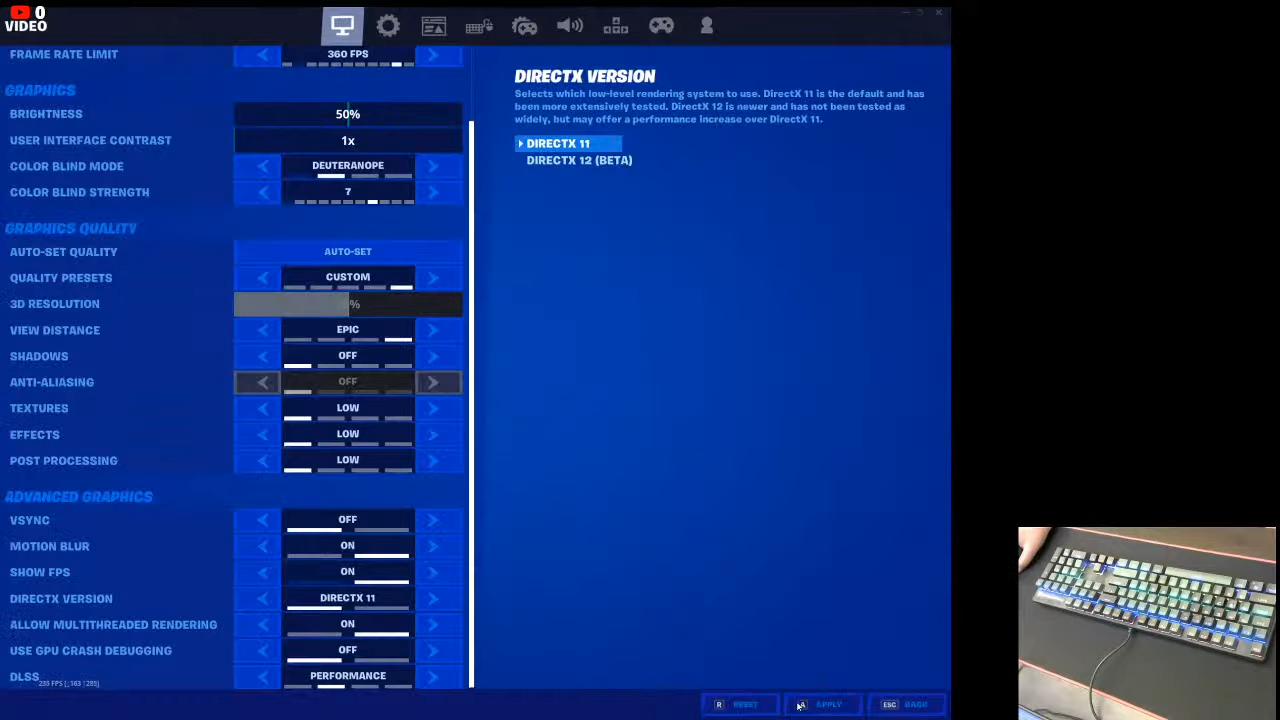 0
VIDEO
FRAME RATE LIMIT
360 FPS
GRAPHICS
BRIGHTNESS
50%
USER INTERFACE CONTRAST
1x
COLOR BLIND MODE
DEUTERANOPE
COLOR BLIND STRENGTH
7
GRAPHICS QUALITY
AUTO-SET QUALITY
AUTO-SET
QUALITY PRESETS
CUSTOM
3D RESOLUTION
%
VIEW DISTANCE
EPIC
SHADOWS
OFF
ANTI-ALIASING
OFF
TEXTURES
LOW
EFFECTS
LOW
POST PROCESSING
LOW
ADVANCED GRAPHICS
VSYNC
OFF
MOTION BLUR
ON
SHOW FPS
ON
DIRECTX VERSION
DIRECTX 11
ALLOW MULTITHREADED RENDERING
ON
USE GPU CRASH DEBUGGING
OFF
DLSS
PERFORMANCE
DIRECTX VERSION
Selects which low-level rendering system to use. DirectX 11 is the default and has
been more extensively tested. DirectX 12 is newer and has not been tested as
widely, but may offer a performance increase over DirectX 11.
DIRECTX 11
DIRECTX 12 (BETA)
R RESET
A APPLY
ESC BACK